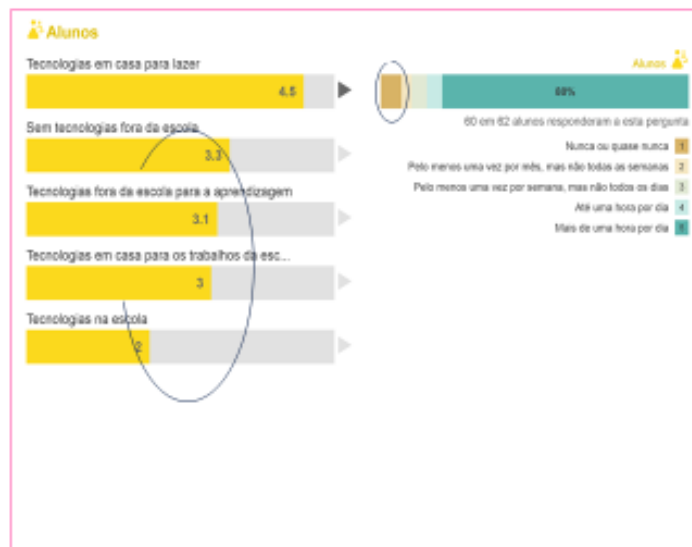 Alunos
Tecnologias em casa para lazer
4.5
Sem tecnologias fora da escola
3.3
Tecnologias fora da escola para a aprendizagem
3.1
Tecnologias em casa para os trabalhos da esc...
3
Tecnologias na escola
2
Alunos
60 em 62 alunos responderam a esta pergunta
Nunca ou quase nunca 1
Pelo menos uma vez por mês, mas não todas as semanas 2
Pelo menos uma vez por semana, mas não todos os dias 3
Até uma hora por dia 4
Mais de uma hora por dia 5